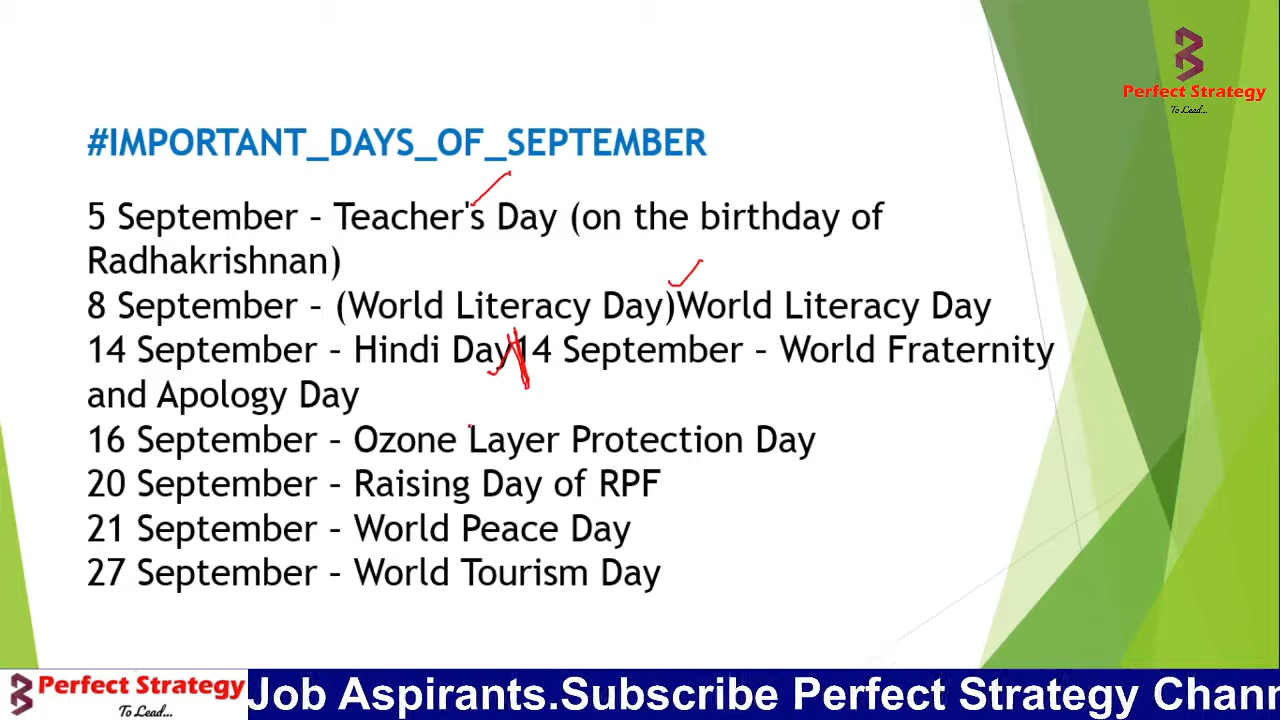 Perfect Strategy
To Lead...
#IMPORTANT_DAYS_OF_SEPTEMBER
5 September – Teacher's Day (on the birthday of
Radhakrishnan)
8 September – (World Literacy Day)World Literacy Day
14 September – Hindi Day14 September – World Fraternity
and Apology Day
16 September – Ozone Layer Protection Day
20 September – Raising Day of RPF
21 September – World Peace Day
27 September – World Tourism Day
Perfect Strategy
To Lead...
Job Aspirants.Subscribe Perfect Strategy Chann